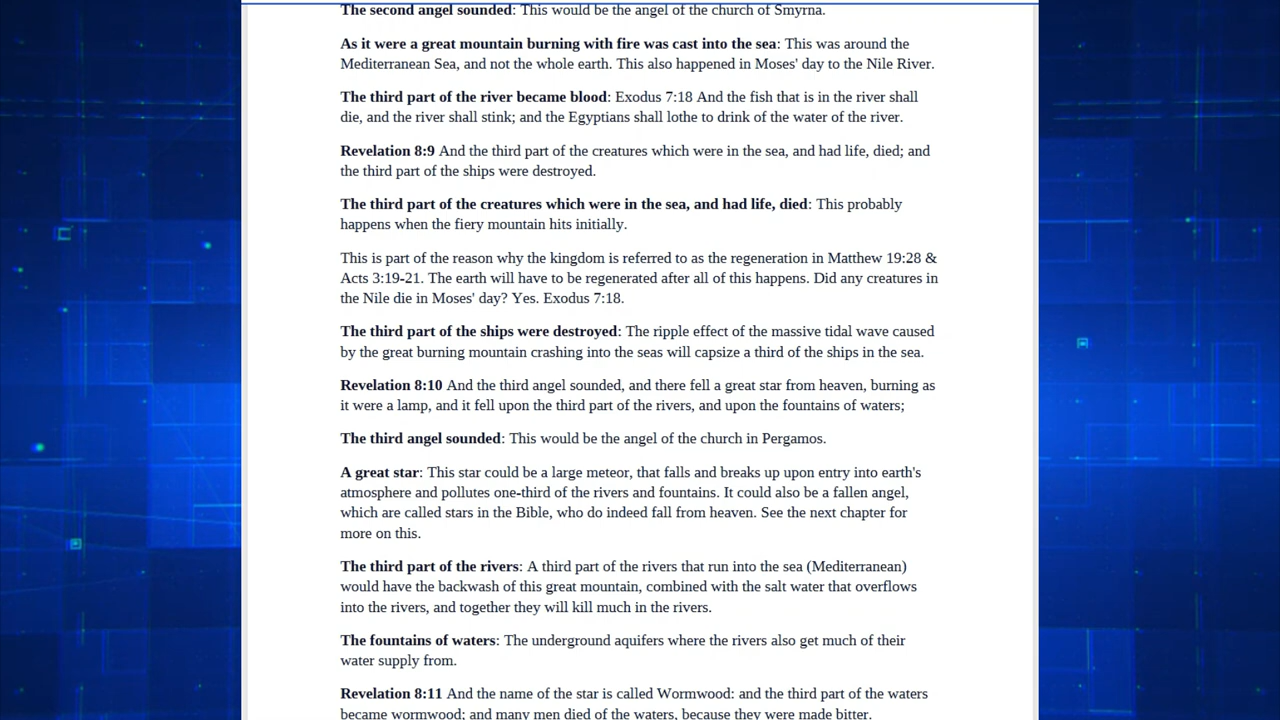 The second angel sounded: This would be the angel of the church of Smyrna.
As it were a great mountain burning with fire was cast into the sea: This was around the
Mediterranean Sea, and not the whole earth. This also happened in Moses' day to the Nile River.
The third part of the river became blood: Exodus 7:18 And the fish that is in the river shall
die, and the river shall stink; and the Egyptians shall lothe to drink of the water of the river.
Revelation 8:9 And the third part of the creatures which were in the sea, and had life, died; and
the third part of the ships were destroyed.
The third part of the creatures which were in the sea, and had life, died: This probably
happens when the fiery mountain hits initially.
This is part of the reason why the kingdom is referred to as the regeneration in Matthew 19:28 &
Acts 3:19-21. The earth will have to be regenerated after all of this happens. Did any creatures in
the Nile die in Moses' day? Yes. Exodus 7:18.
The third part of the ships were destroyed: The ripple effect of the massive tidal wave caused
by the great burning mountain crashing into the seas will capsize a third of the ships in the sea.
Revelation 8:10 And the third angel sounded, and there fell a great star from heaven, burning as
it were a lamp, and it fell upon the third part of the rivers, and upon the fountains of waters;
The third angel sounded: This would be the angel of the church in Pergamos.
A great star: This star could be a large meteor, that falls and breaks up upon entry into earth's
atmosphere and pollutes one-third of the rivers and fountains. It could also be a fallen angel,
which are called stars in the Bible, who do indeed fall from heaven. See the next chapter for
more on this.
The third part of the rivers: A third part of the rivers that run into the sea (Mediterranean)
would have the backwash of this great mountain, combined with the salt water that overflows
into the rivers, and together they will kill much in the rivers.
The fountains of waters: The underground aquifers where the rivers also get much of their
water supply from.
Revelation 8:11 And the name of the star is called Wormwood: and the third part of the waters
became wormwood; and many men died of the waters, because they were made bitter.